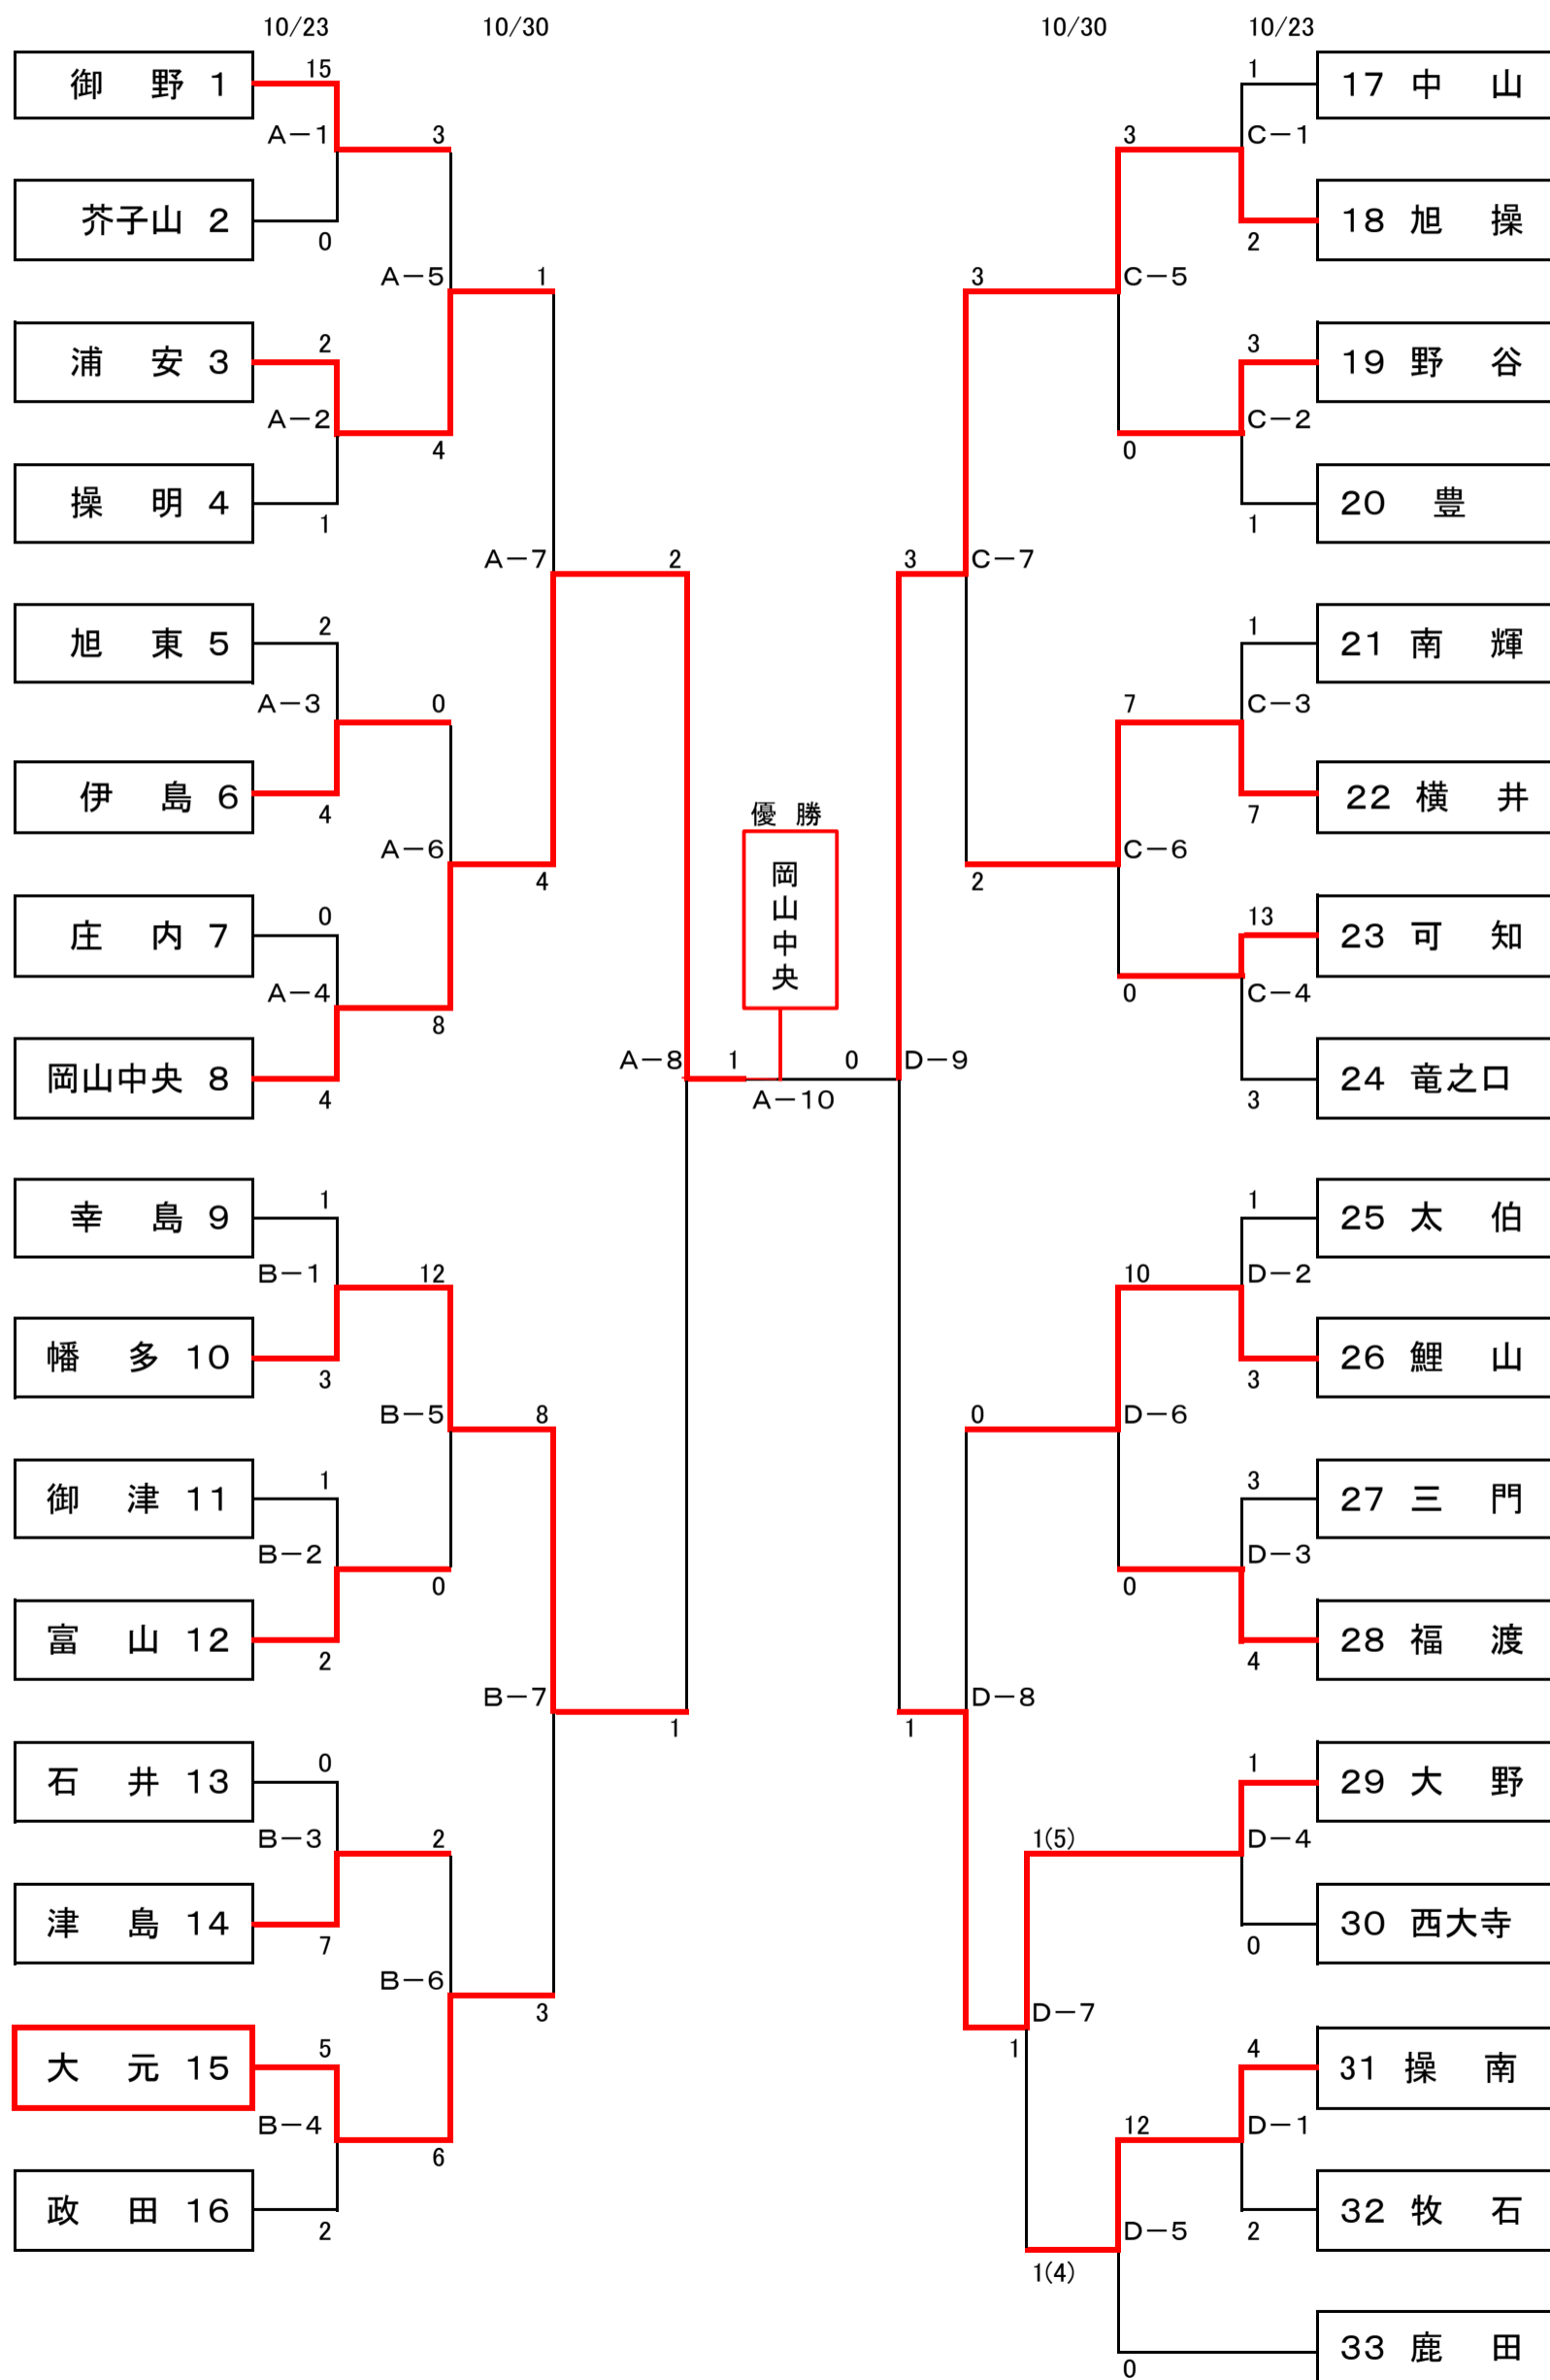 10/23 10/30 10/30 10/23
御 野 1 15 1 17 中 山
A-1 3 3 C-1
芥子山 2 0 2 18 旭 操
A-5 1 3 C-5
浦 安 3 2 3 19 野 谷
A-2 4 0 C-2
操 明 4 1 1 20 豊
A-7 2 3 C-7
旭 東 5 2 1 21 南 輝
A-3 0 7 C-3
伊 島 6 4 7 22 横 井
優 勝
岡山中央
A-6 4 2 C-6
庄 内 7 0 13 23 可 知
A-4 8 0 C-4
岡山中央 8 4 3 24 竜之口
A-8 1 0 D-9
A-10
幸 島 9 1 1 25 太 伯
B-1 12 10 D-2
幡 多 10 3 3 26 鯉 山
B-5 8 0 D-6
御 津 11 1 3 27 三 門
B-2 0 0 D-3
富 山 12 2 4 28 福 渡
B-7 1 1 D-8
石 井 13 0 1 29 大 野
B-3 2 1(5) D-4
津 島 14 7 0 30 西大寺
B-6 3 1 D-7
大 元 15 5 4 31 操 南
B-4 6 12 D-1
政 田 16 2 2 32 牧 石
1(4) D-5
0 33 鹿 田